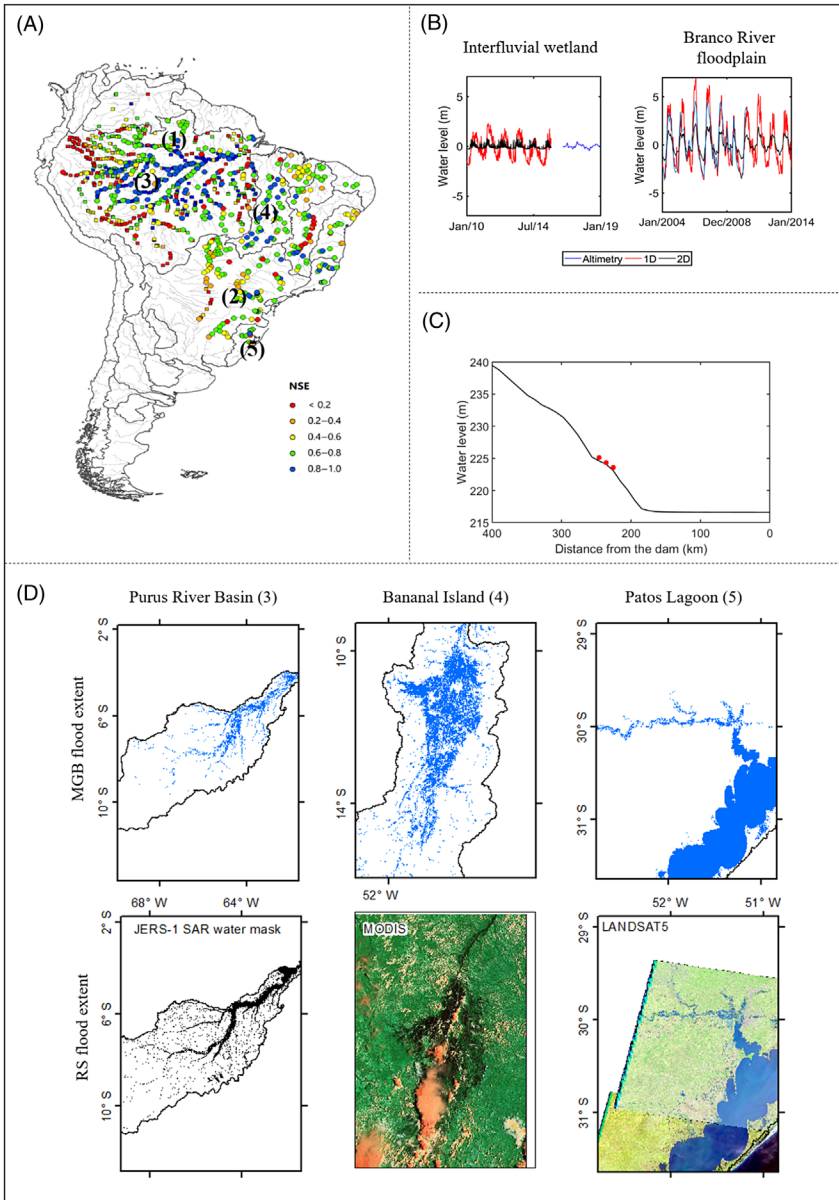 (A)
(1)
(3)
(4)
(2)
(5)
NSE
< 0.2
0.2–0.4
0.4–0.6
0.6–0.8
0.8–1.0
(B)
Interfluvial wetland
Branco River
floodplain
Water level (m)
5
0
-5
Jan/10
Jul/14
Jan/19
Water level (m)
5
0
-5
Jan/2004
Dec/2008
Jan/2014
Altimetry 1D 2D
(C)
Water level (m)
240
235
230
225
220
215
400
300
200
100
0
Distance from the dam (km)
(D)
Purus River Basin (3)
Bananal Island (4)
Patos Lagoon (5)
MGB flood extent
2° S
6° S
10° S
68° W
64° W
10° S
14° S
52° W
29° S
30° S
31° S
52° W
51° W
RS flood extent
JERS-1 SAR water mask
2° S
6° S
10° S
MODIS
LANDSAT5
29° S
30° S
31° S